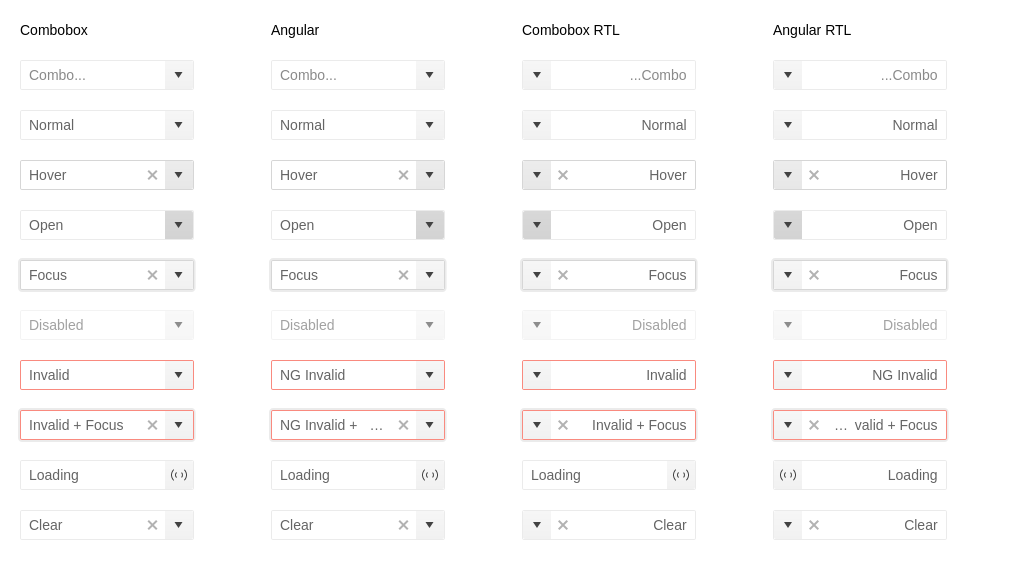 Combobox Angular Combobox RTL Angular RTL
Combo... Combo... ...Combo ...Combo
Normal Normal Normal Normal
Hover Hover Hover Hover
Open Open Open Open
Focus Focus Focus Focus
Disabled Disabled Disabled Disabled
Invalid NG Invalid Invalid NG Invalid
Invalid + Focus NG Invalid + ... Invalid + Focus ... valid + Focus
Loading Loading Loading Loading
Clear Clear Clear Clear